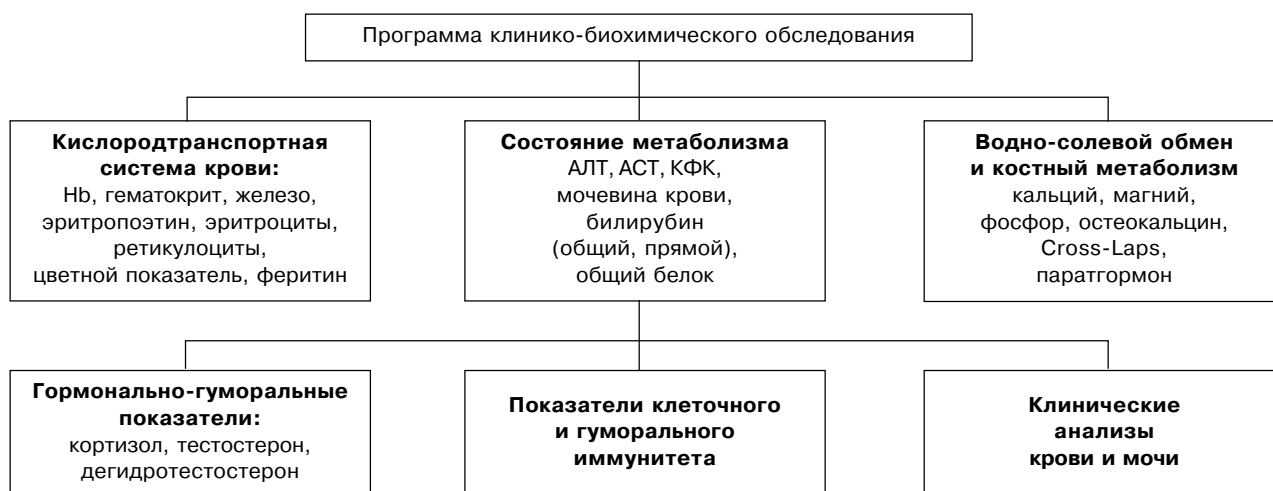 Программа клинико-биохимического обследования
Кислородтранспортная
система крови:
Hb, гематокрит, железо,
эритропоэтин, эритроциты,
ретикулоциты,
цветной показатель, феритин
Состояние метаболизма
АЛТ, АСТ, КФК,
мочевина крови,
билирубин
(общий, прямой),
общий белок
Водно-солевой обмен
и костный метаболизм
кальций, магний,
фосфор, остеокальцин,
Cross-Laps,
паратгормон
Гормонально-гуморальные
показатели:
кортизол, тестостерон,
дегидротестостерон
Показатели клеточного
и гуморального
иммунитета
Клинические
анализы
крови и мочи